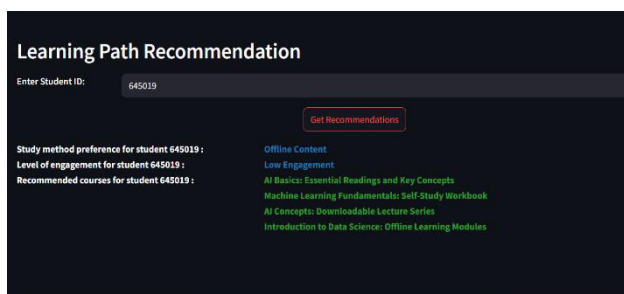 Learning Path Recommendation
Enter Student ID: 645019
Get Recommendations
Study method preference for student 645019 : Offline Content
Level of engagement for student 645019 : Low Engagement
Recommended courses for student 645019 : AI Basics: Essential Readings and Key Concepts
Machine Learning Fundamentals: Self-Study Workbook
AI Concepts: Downloadable Lecture Series
Introduction to Data Science: Offline Learning Modules